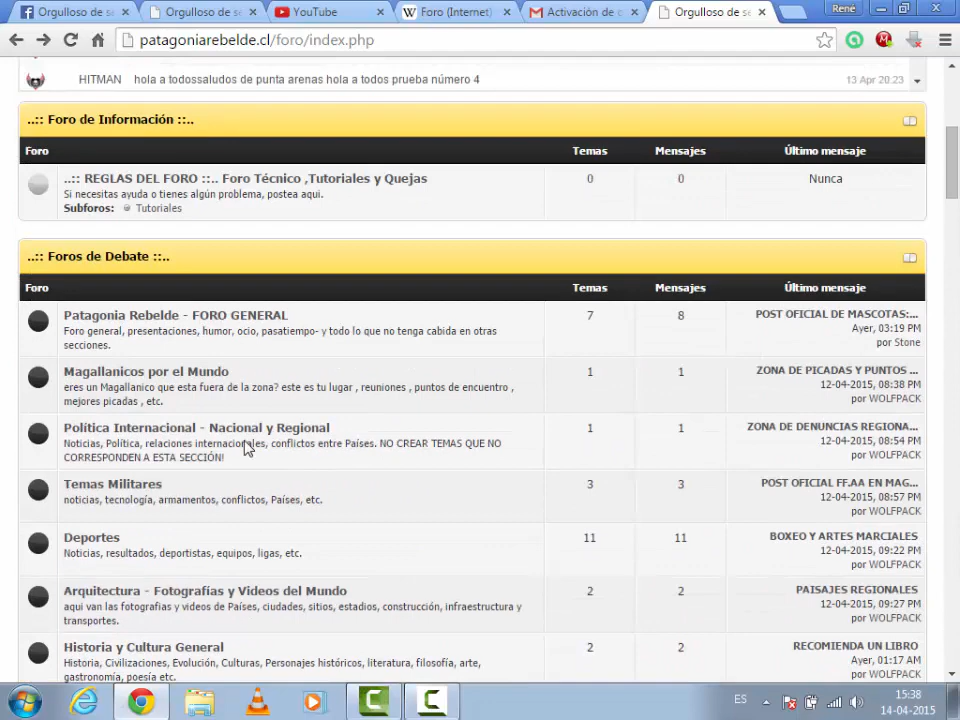 Orgulloso de se
Orgulloso de se
YouTube
Foro (Internet)
Activación de
Orgulloso de se
René
patagoniarebelde.cl/foro/index.php
HITMAN hola a todossaludos de punta arenas hola a todos prueba número 4 13 Apr 20:23
..:: Foro de Información ::..
Foro Temas Mensajes Último mensaje
..:: REGLAS DEL FORO ::.. Foro Técnico ,Tutoriales y Quejas 0 0 Nunca
Si necesitas ayuda o tienes algún problema, postea aqui.
Subforos: Tutoriales
..:: Foros de Debate ::..
Foro Temas Mensajes Último mensaje
Patagonia Rebelde - FORO GENERAL 7 8 POST OFICIAL DE MASCOTAS:...
Foro general, presentaciones, humor, ocio, pasatiempo- y todo lo que no tenga cabida en otras Ayer, 03:19 PM
secciones. por Stone
Magallanicos por el Mundo 1 1 ZONA DE PICADAS Y PUNTOS ...
eres un Magallanico que esta fuera de la zona? este es tu lugar , reuniones , puntos de encuentro , 12-04-2015, 08:38 PM
mejores picadas , etc. por WOLFPACK
Política Internacional - Nacional y Regional 1 1 ZONA DE DENUNCIAS REGIONA...
Noticias, Política, relaciones internacionales, conflictos entre Países. NO CREAR TEMAS QUE NO 12-04-2015, 08:54 PM
CORRESPONDEN A ESTA SECCIÓN! por WOLFPACK
Temas Militares 3 3 POST OFICIAL FF.AA EN MAG...
noticias, tecnología, armamentos, conflictos, Países, etc. 12-04-2015, 08:57 PM
por WOLFPACK
Deportes 11 11 BOXEO Y ARTES MARCIALES
Noticias, resultados, deportistas, equipos, ligas, etc. 12-04-2015, 09:22 PM
por WOLFPACK
Arquitectura - Fotografías y Videos del Mundo 2 2 PAISAJES REGIONALES
aqui van las fotografias y videos de Países, ciudades, sitios, estadios, construcción, infraestructura y 12-04-2015, 09:27 PM
transportes. por WOLFPACK
Historia y Cultura General 2 2 RECOMIENDA UN LIBRO
Historia, Civilizaciones, Evolución, Culturas, Personajes históricos, literatura, filosofía, arte, Ayer, 01:17 AM
gastronomía, poesía etc. por WOLFPACK
ES 15:38
14-04-2015